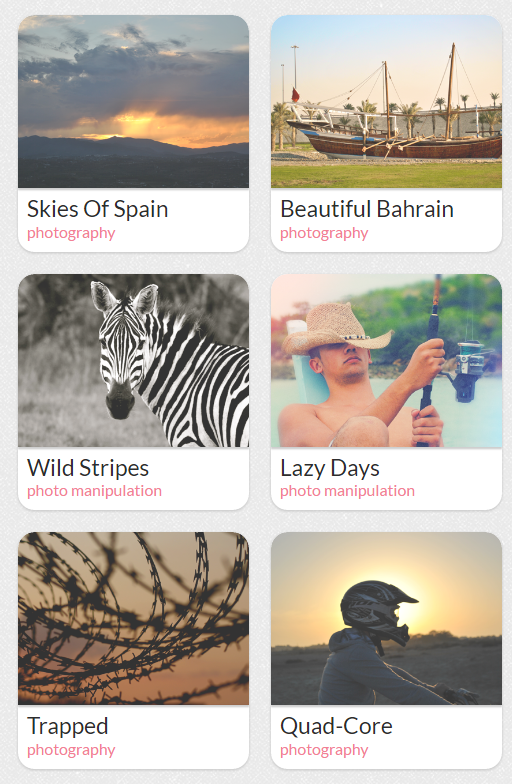 Skies Of Spain
photography
Beautiful Bahrain
photography
Wild Stripes
photo manipulation
Lazy Days
photo manipulation
Trapped
photography
Quad-Core
photography